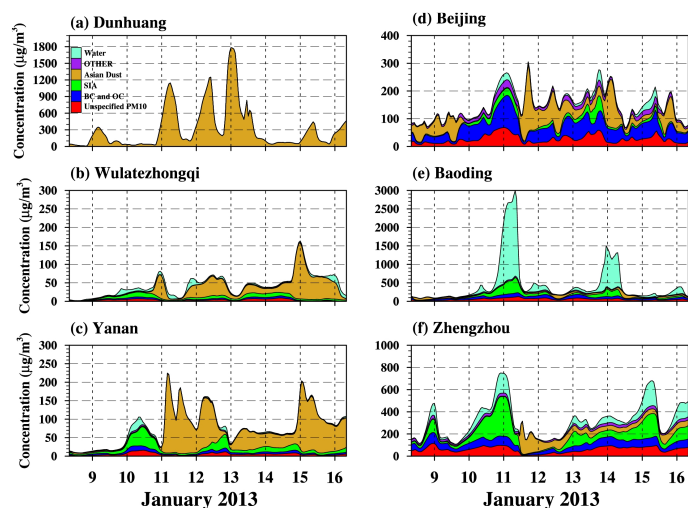 (a) Dunhuang
Concentration (µg/m³)
1800
1500
1200
900
600
300
0
Water
OTHER
Asian Dust
SIA
BC and OC
Unspecified PM10
(b) Wulatezhongqi
Concentration (µg/m³)
300
250
200
150
100
50
0
(c) Yanan
Concentration (µg/m³)
300
250
200
150
100
50
0
9 10 11 12 13 14 15 16
January 2013
(d) Beijing
400
300
200
100
0
(e) Baoding
3000
2500
2000
1500
1000
500
0
(f) Zhengzhou
1000
800
600
400
200
0
9 10 11 12 13 14 15 16
January 2013